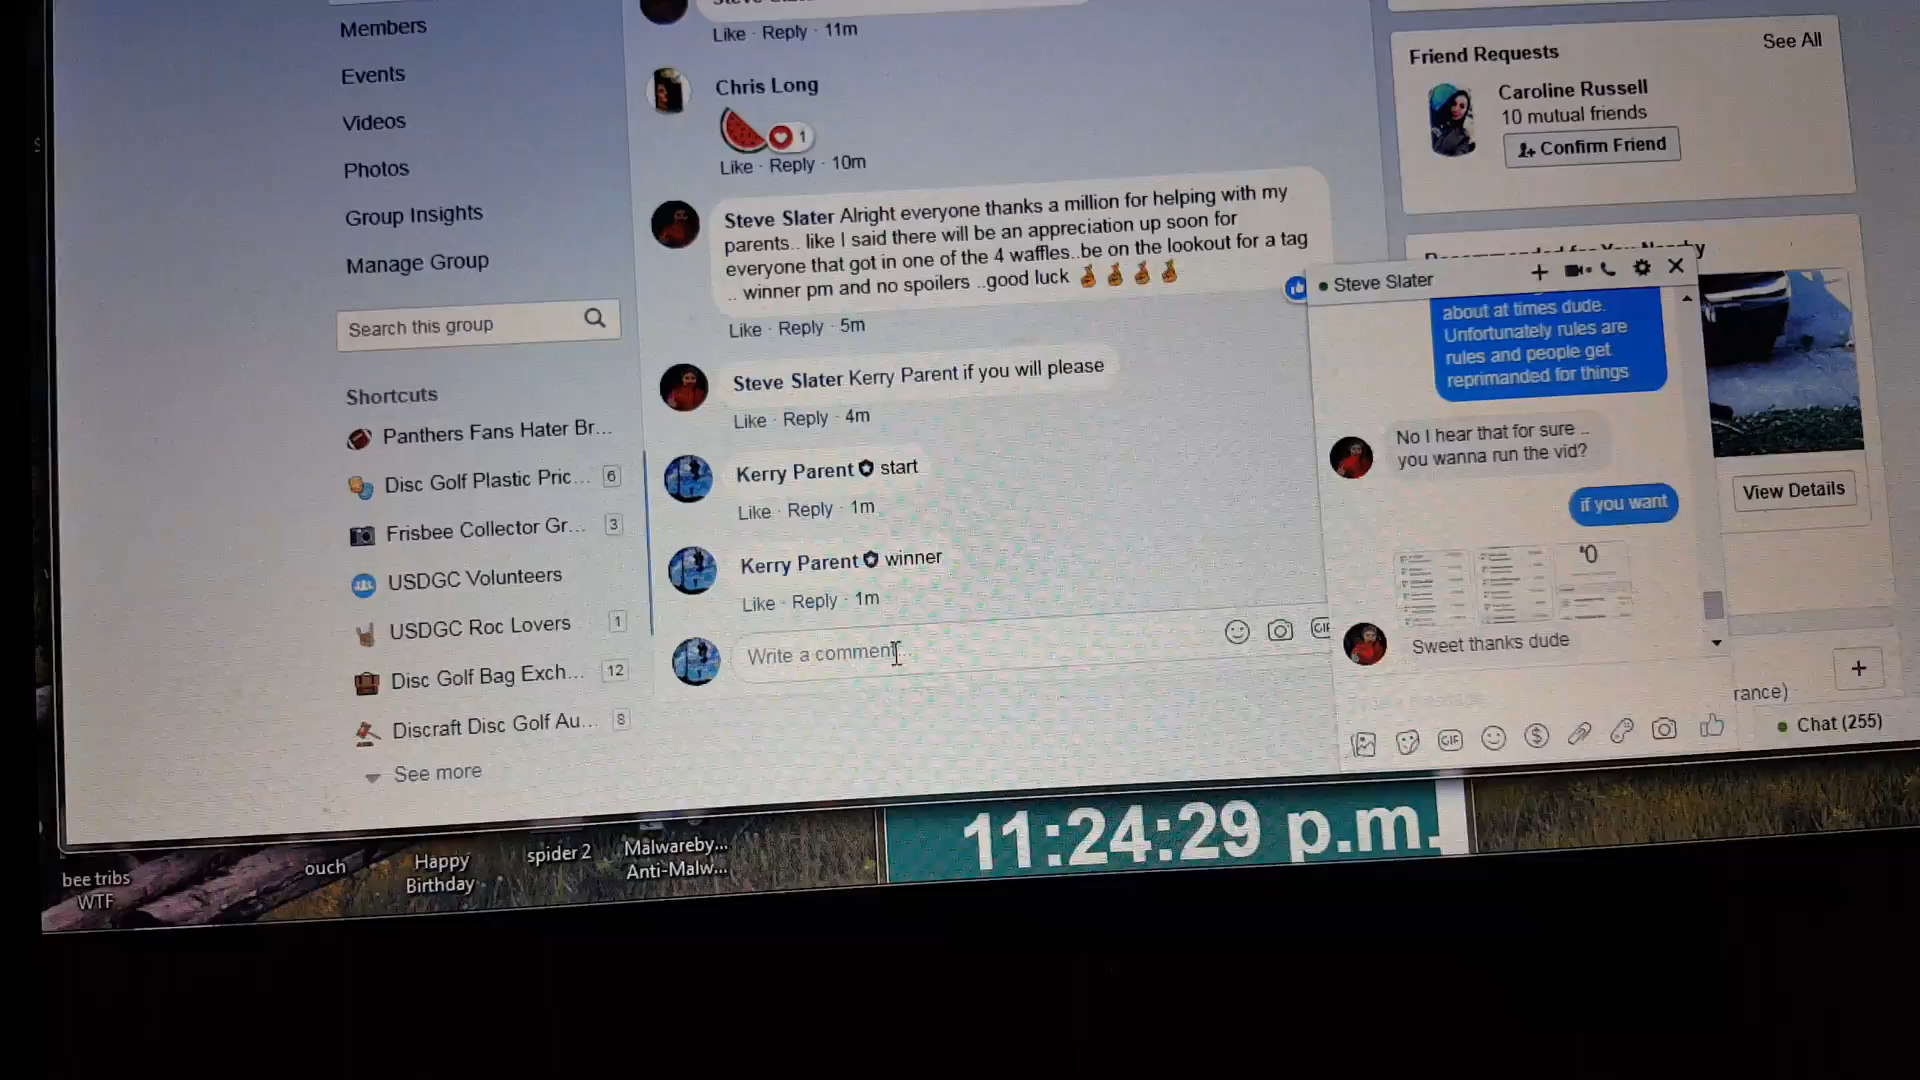 Members
Events
Videos
Photos
Group Insights
Manage Group
Search this group
Shortcuts
Panthers Fans Hater Br...
Disc Golf Plastic Pric... 6
Frisbee Collector Gr... 3
USDGC Volunteers
USDGC Roc Lovers 1
Disc Golf Bag Exch... 12
Discraft Disc Golf Au... 8
See more
Like · Reply · 11m
Chris Long
1
Like · Reply · 10m
Steve Slater Alright everyone thanks a million for helping with my
parents.. like I said there will be an appreciation up soon for
everyone that got in one of the 4 waffles..be on the lookout for a tag
.. winner pm and no spoilers ..good luck
Like · Reply · 5m
Steve Slater Kerry Parent if you will please
Like · Reply · 4m
Kerry Parent start
Like · Reply · 1m
Kerry Parent winner
Like · Reply · 1m
Write a comment...
GIF
Friend Requests
See All
Caroline Russell
10 mutual friends
Confirm Friend
Steve Slater
about at times dude.
Unfortunately rules are
rules and people get
reprimanded for things
No I hear that for sure ..
you wanna run the vid?
if you want
Sweet thanks dude
GIF
View Details
rance)
Chat (255)
bee tribs
WTF
ouch
Happy
Birthday
spider 2
Malwareby...
Anti-Malw...
11:24:29 p.m.